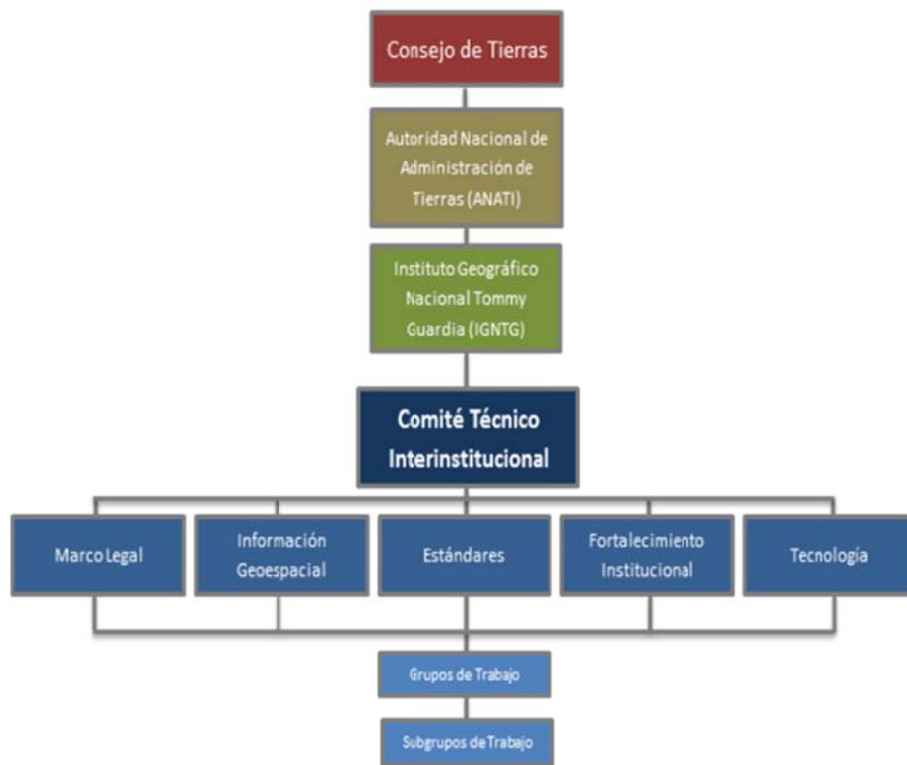 Consejo de Tierras
Autoridad Nacional de
Administración de
Tierras (ANATI)
Instituto Geográfico
Nacional Tommy
Guardia (IGNTG)
Comité Técnico
Interinstitucional
Marco Legal
Información
Geoespacial
Estándares
Fortalecimiento
Institucional
Tecnología
Grupos de Trabajo
Subgrupos de Trabajo